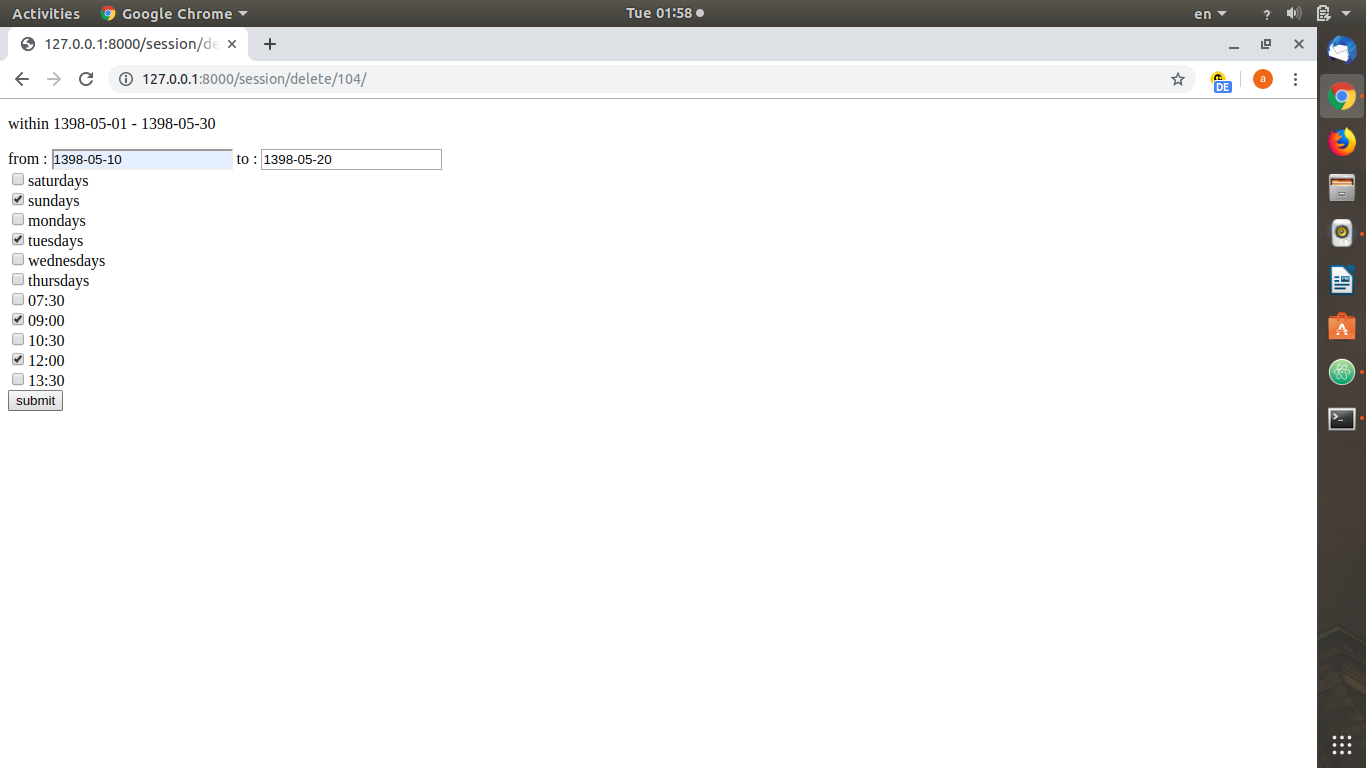 Activities Google Chrome Tue 01:58 en ?
127.0.0.1:8000/session/de
127.0.0.1:8000/session/delete/104/ DE a
within 1398-05-01 - 1398-05-30
from : 1398-05-10 to : 1398-05-20
saturdays
sundays
mondays
tuesdays
wednesdays
thursdays
07:30
09:00
10:30
12:00
13:30
submit